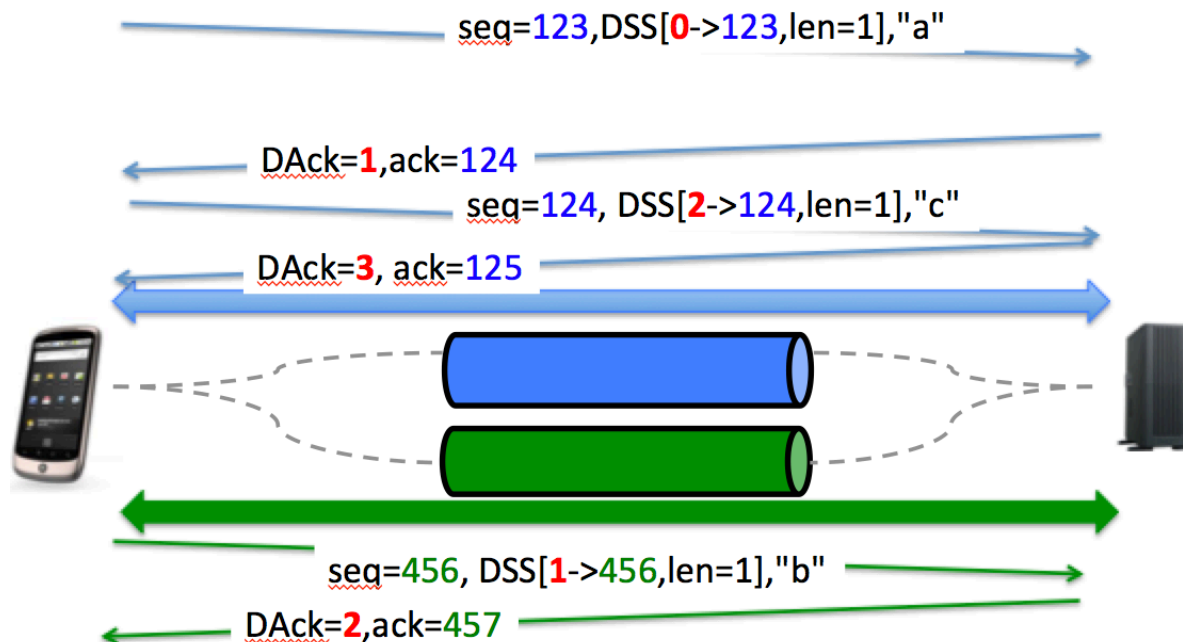 seq=123,DSS[0->123,len=1],"a"
DAck=1,ack=124
seq=124, DSS[2->124,len=1],"c"
DAck=3, ack=125
seq=456, DSS[1->456,len=1],"b"
DAck=2,ack=457